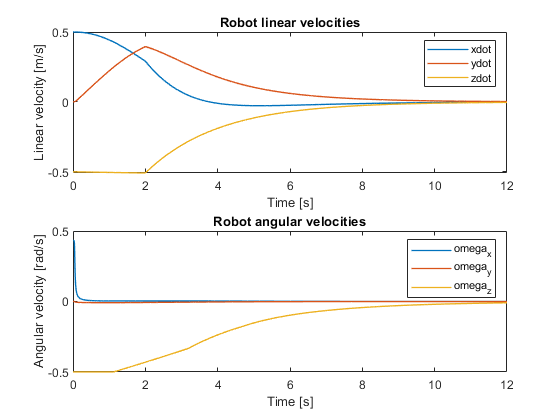 Robot linear velocities
Linear velocity [m/s]
0.5
0
-0.5
xdot
ydot
zdot
0 2 4 6 8 10 12
Time [s]
Robot angular velocities
Angular velocity [rad/s]
0.5
0
-0.5
omega_x
omega_y
omega_z
0 2 4 6 8 10 12
Time [s]